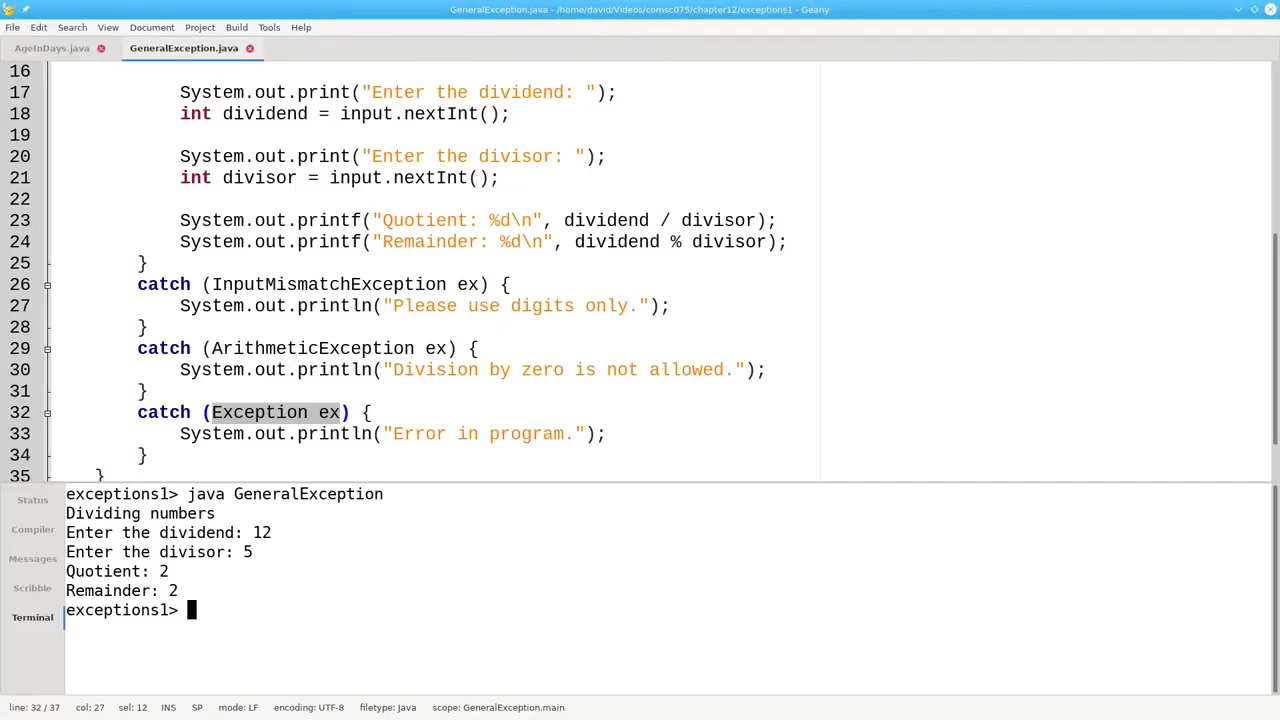 GeneralException.java - /home/david/Videos/comsc075/chapter12/exceptions1 - Geany
File Edit Search View Document Project Build Tools Help
AgeInDays.java GeneralException.java
16
17 System.out.print("Enter the dividend: ");
18 int dividend = input.nextInt();
19
20 System.out.print("Enter the divisor: ");
21 int divisor = input.nextInt();
22
23 System.out.printf("Quotient: %d\n", dividend / divisor);
24 System.out.printf("Remainder: %d\n", dividend % divisor);
25 }
26 catch (InputMismatchException ex) {
27 System.out.println("Please use digits only.");
28 }
29 catch (ArithmeticException ex) {
30 System.out.println("Division by zero is not allowed.");
31 }
32 catch (Exception ex) {
33 System.out.println("Error in program.");
34 }
35 }
Status
Compiler
Messages
Scribble
Terminal
exceptions1> java GeneralException
Dividing numbers
Enter the dividend: 12
Enter the divisor: 5
Quotient: 2
Remainder: 2
exceptions1>
line: 32 / 37 col: 27 sel: 12 INS SP mode: LF encoding: UTF-8 filetype: Java scope: GeneralException.main